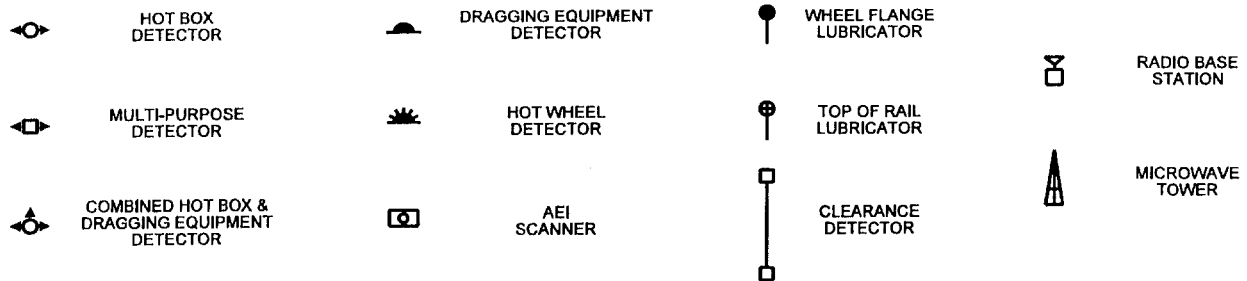 HOT BOX
DETECTOR
MULTI-PURPOSE
DETECTOR
COMBINED HOT BOX &
DRAGGING EQUIPMENT
DETECTOR
DRAGGING EQUIPMENT
DETECTOR
HOT WHEEL
DETECTOR
AEI
SCANNER
WHEEL FLANGE
LUBRICATOR
TOP OF RAIL
LUBRICATOR
CLEARANCE
DETECTOR
RADIO BASE
STATION
MICROWAVE
TOWER